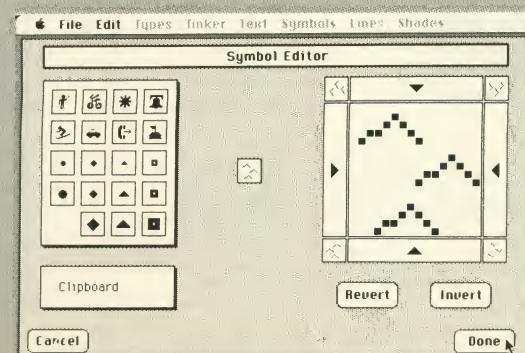 File Edit Types Tinker Text Symbols Lines Shades
Symbol Editor
Clipboard
Revert Invert
Cancel Done